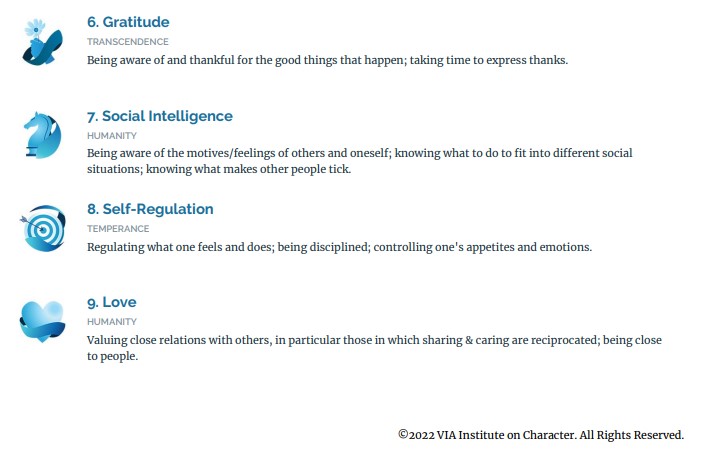 6. Gratitude
TRANSCENDENCE
Being aware of and thankful for the good things that happen; taking time to express thanks.
7. Social Intelligence
HUMANITY
Being aware of the motives/feelings of others and oneself; knowing what to do to fit into different social
situations; knowing what makes other people tick.
8. Self-Regulation
TEMPERANCE
Regulating what one feels and does; being disciplined; controlling one's appetites and emotions.
9. Love
HUMANITY
Valuing close relations with others, in particular those in which sharing & caring are reciprocated; being close
to people.
©2022 VIA Institute on Character. All Rights Reserved.